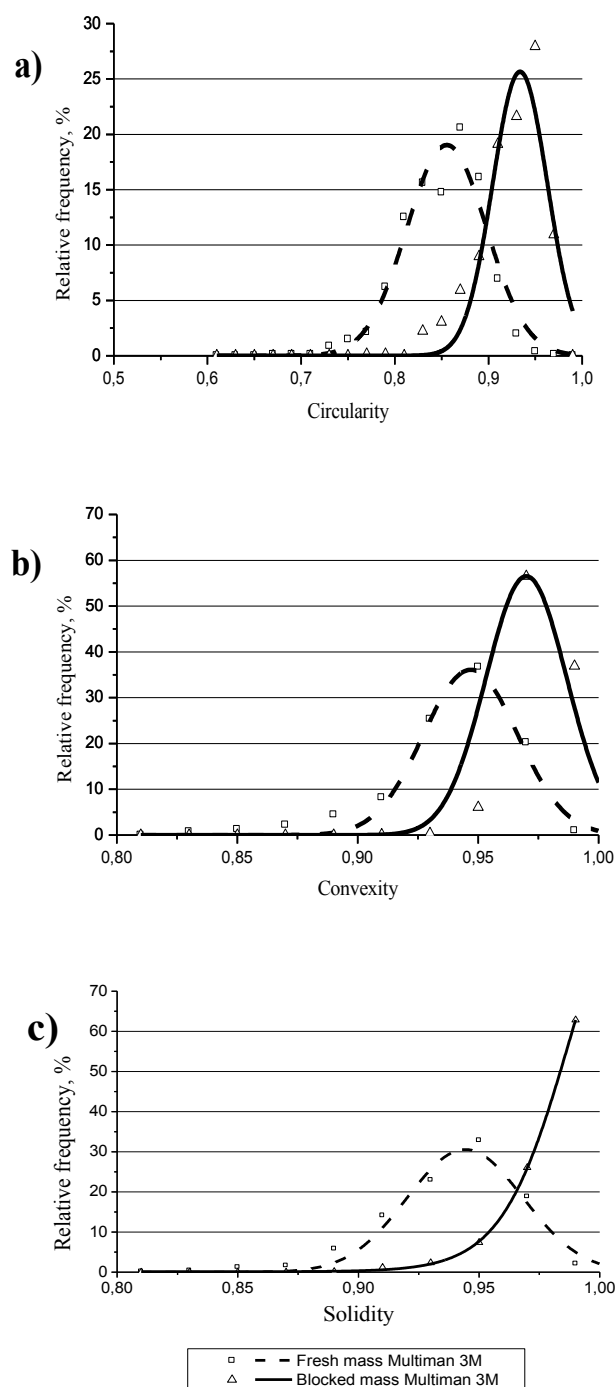 a)
Relative frequency, %
30
25
20
15
10
5
0
0,5 0,6 0,7 0,8 0,9 1,0
Circularity
b)
Relative frequency, %
70
60
50
40
30
20
10
0
0,80 0,85 0,90 0,95 1,00
Convexity
c)
Relative frequency, %
70
60
50
40
30
20
10
0
0,80 0,85 0,90 0,95 1,00
Solidity
Fresh mass Multiman 3M
Blocked mass Multiman 3M